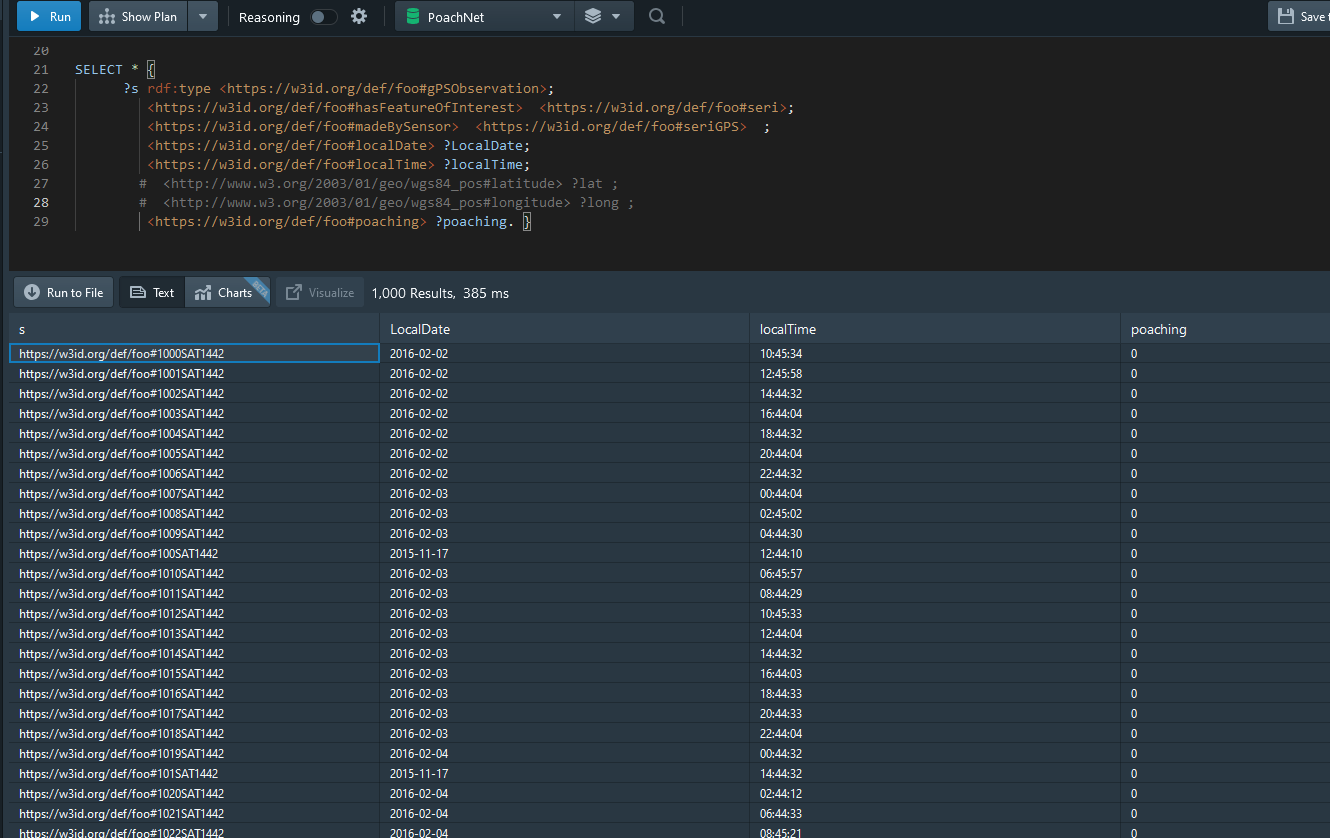 Run Show Plan Reasoning PoachNet Save t
20
21 SELECT * {
22 ?s rdf:type <https://w3id.org/def/foo#gPSObservation>;
23 <https://w3id.org/def/foo#hasFeatureOfInterest> <https://w3id.org/def/foo#seri>;
24 <https://w3id.org/def/foo#madeBySensor> <https://w3id.org/def/foo#seriGPS> ;
25 <https://w3id.org/def/foo#localDate> ?LocalDate;
26 <https://w3id.org/def/foo#localTime> ?localTime;
27 # <http://www.w3.org/2003/01/geo/wgs84_pos#latitude> ?lat ;
28 # <http://www.w3.org/2003/01/geo/wgs84_pos#longitude> ?long ;
29 <https://w3id.org/def/foo#poaching> ?poaching. }
Run to File Text Charts BETA Visualize 1,000 Results, 385 ms
s LocalDate localTime poaching
https://w3id.org/def/foo#1000SAT1442 2016-02-02 10:45:34 0
https://w3id.org/def/foo#1001SAT1442 2016-02-02 12:45:58 0
https://w3id.org/def/foo#1002SAT1442 2016-02-02 14:44:32 0
https://w3id.org/def/foo#1003SAT1442 2016-02-02 16:44:04 0
https://w3id.org/def/foo#1004SAT1442 2016-02-02 18:44:32 0
https://w3id.org/def/foo#1005SAT1442 2016-02-02 20:44:04 0
https://w3id.org/def/foo#1006SAT1442 2016-02-02 22:44:32 0
https://w3id.org/def/foo#1007SAT1442 2016-02-03 00:44:04 0
https://w3id.org/def/foo#1008SAT1442 2016-02-03 02:45:02 0
https://w3id.org/def/foo#1009SAT1442 2016-02-03 04:44:30 0
https://w3id.org/def/foo#100SAT1442 2015-11-17 12:44:10 0
https://w3id.org/def/foo#1010SAT1442 2016-02-03 06:45:57 0
https://w3id.org/def/foo#1011SAT1442 2016-02-03 08:44:29 0
https://w3id.org/def/foo#1012SAT1442 2016-02-03 10:45:33 0
https://w3id.org/def/foo#1013SAT1442 2016-02-03 12:44:04 0
https://w3id.org/def/foo#1014SAT1442 2016-02-03 14:44:32 0
https://w3id.org/def/foo#1015SAT1442 2016-02-03 16:44:03 0
https://w3id.org/def/foo#1016SAT1442 2016-02-03 18:44:33 0
https://w3id.org/def/foo#1017SAT1442 2016-02-03 20:44:33 0
https://w3id.org/def/foo#1018SAT1442 2016-02-03 22:44:04 0
https://w3id.org/def/foo#1019SAT1442 2016-02-04 00:44:32 0
https://w3id.org/def/foo#101SAT1442 2015-11-17 14:44:32 0
https://w3id.org/def/foo#1020SAT1442 2016-02-04 02:44:12 0
https://w3id.org/def/foo#1021SAT1442 2016-02-04 06:44:33 0
https://w3id.org/def/foo#1022SAT1442 2016-02-04 08:45:21 0